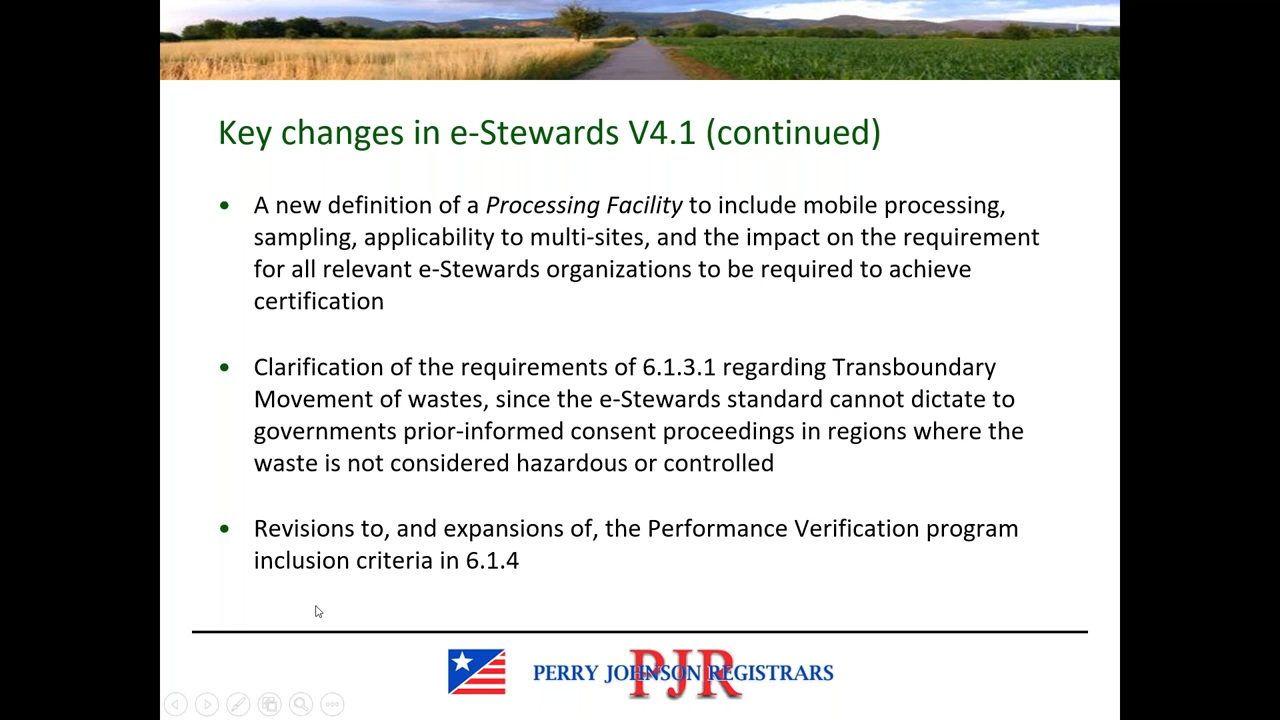 Key changes in e-Stewards V4.1 (continued)
• A new definition of a Processing Facility to include mobile processing,
sampling, applicability to multi-sites, and the impact on the requirement
for all relevant e-Stewards organizations to be required to achieve
certification
• Clarification of the requirements of 6.1.3.1 regarding Transboundary
Movement of wastes, since the e-Stewards standard cannot dictate to
governments prior-informed consent proceedings in regions where the
waste is not considered hazardous or controlled
• Revisions to, and expansions of, the Performance Verification program
inclusion criteria in 6.1.4
PJR
PERRY JOHNSON REGISTRARS